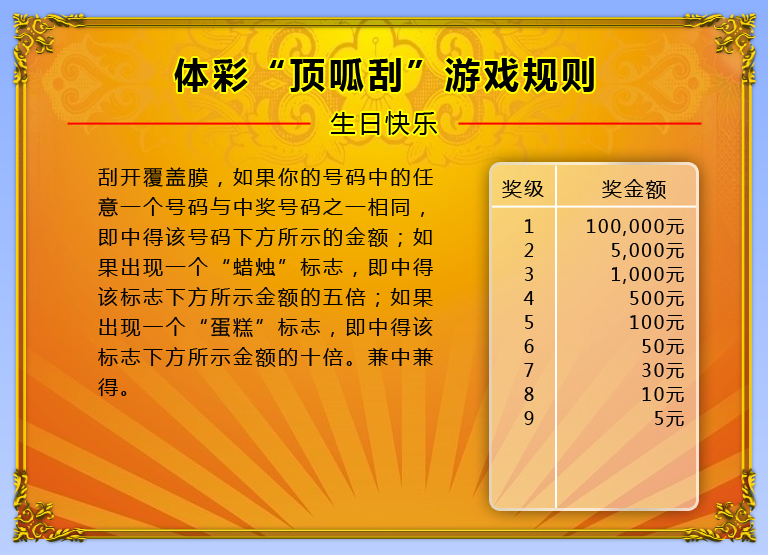 体彩“顶呱刮”游戏规则
生日快乐
刮开覆盖膜，如果你的号码中的任
意一个号码与中奖号码之一相同，
即中得该号码下方所示的金额；如
果出现一个“蜡烛”标志，即中得
该标志下方所示金额的五倍；如果
出现一个“蛋糕”标志，即中得该
标志下方所示金额的十倍。兼中兼
得。
奖级 奖金额
1 100,000元
2 5,000元
3 1,000元
4 500元
5 100元
6 50元
7 30元
8 10元
9 5元